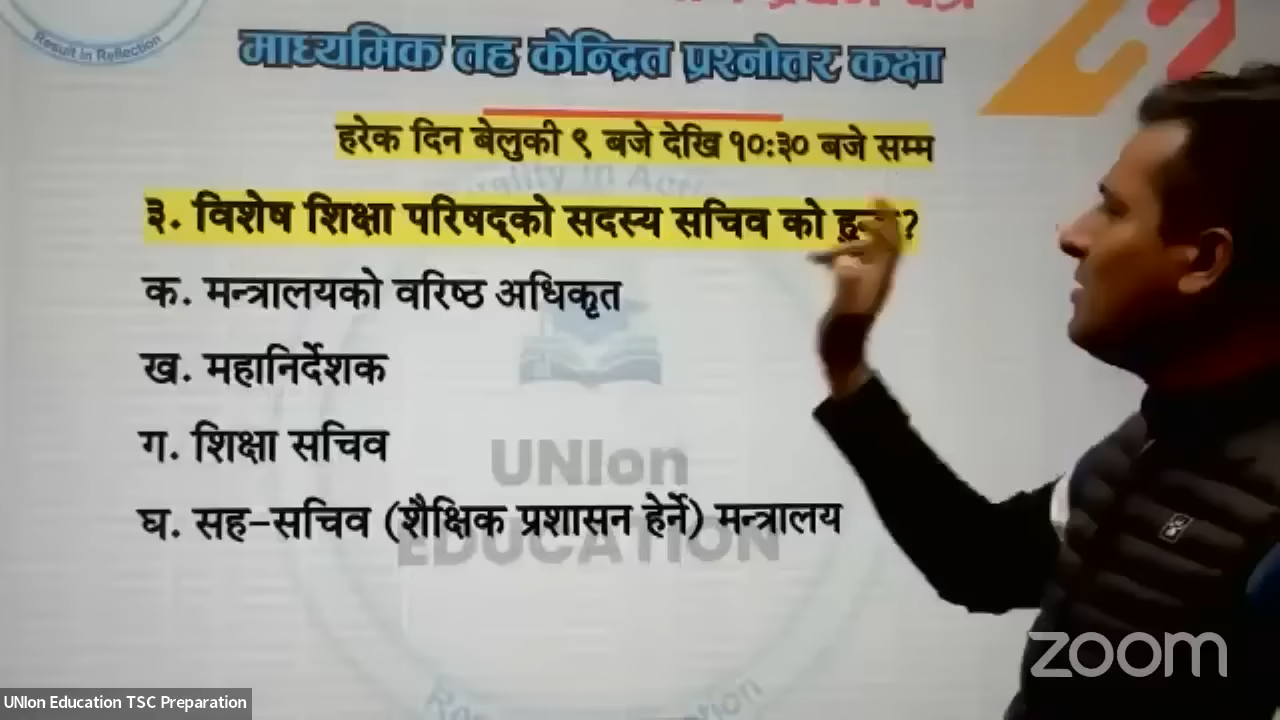 Result in Reflection
माध्यमिक तह केन्द्रित प्रश्नोत्तर कक्षा
हरेक दिन बेलुकी ९ बजे देखि १०:३० बजे सम्म
३. विशेष शिक्षा परिषद्को सदस्य सचिव को ?
क. मन्त्रालयको वरिष्ठ अधिकृत
ख. महानिर्देशक
ग. शिक्षा सचिव
घ. सह-सचिव (शैक्षिक प्रशासन हेर्ने) मन्त्रालय
UNIon
EDUCATION
zoom
UNIon Education TSC Preparation